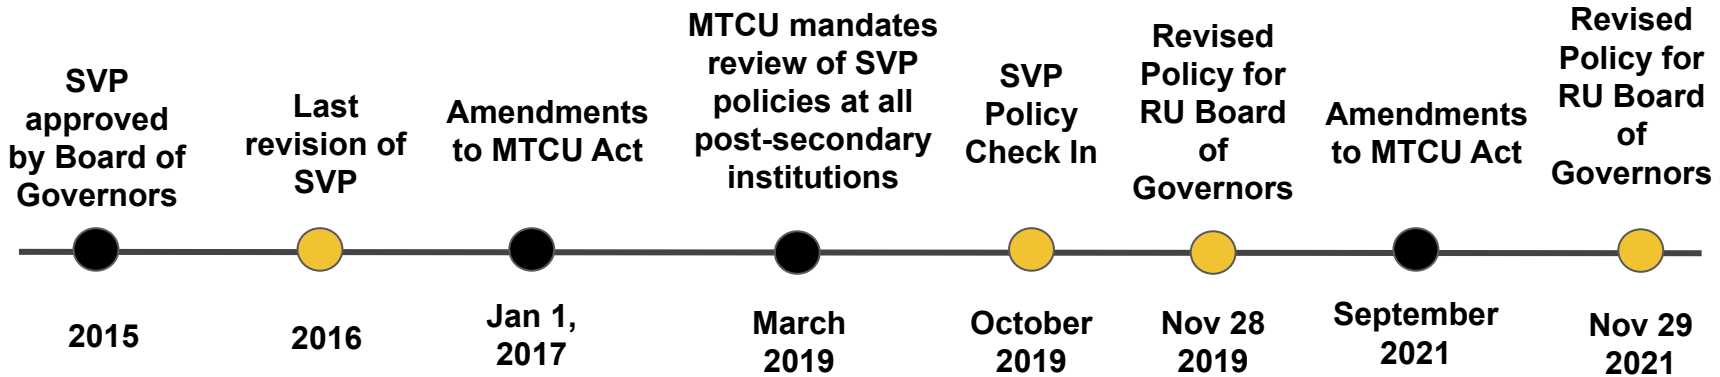 SVP
approved
by Board of
Governors
2015
Last
revision of
SVP
2016
Amendments
to MTCU Act
Jan 1,
2017
MTCU mandates
review of SVP
policies at all
post-secondary
institutions
March
2019
SVP
Policy
Check In
October
2019
Revised
Policy for
RU Board
of
Governors
Nov 28
2019
Amendments
to MTCU Act
September
2021
Revised
Policy for
RU Board
of
Governors
Nov 29
2021